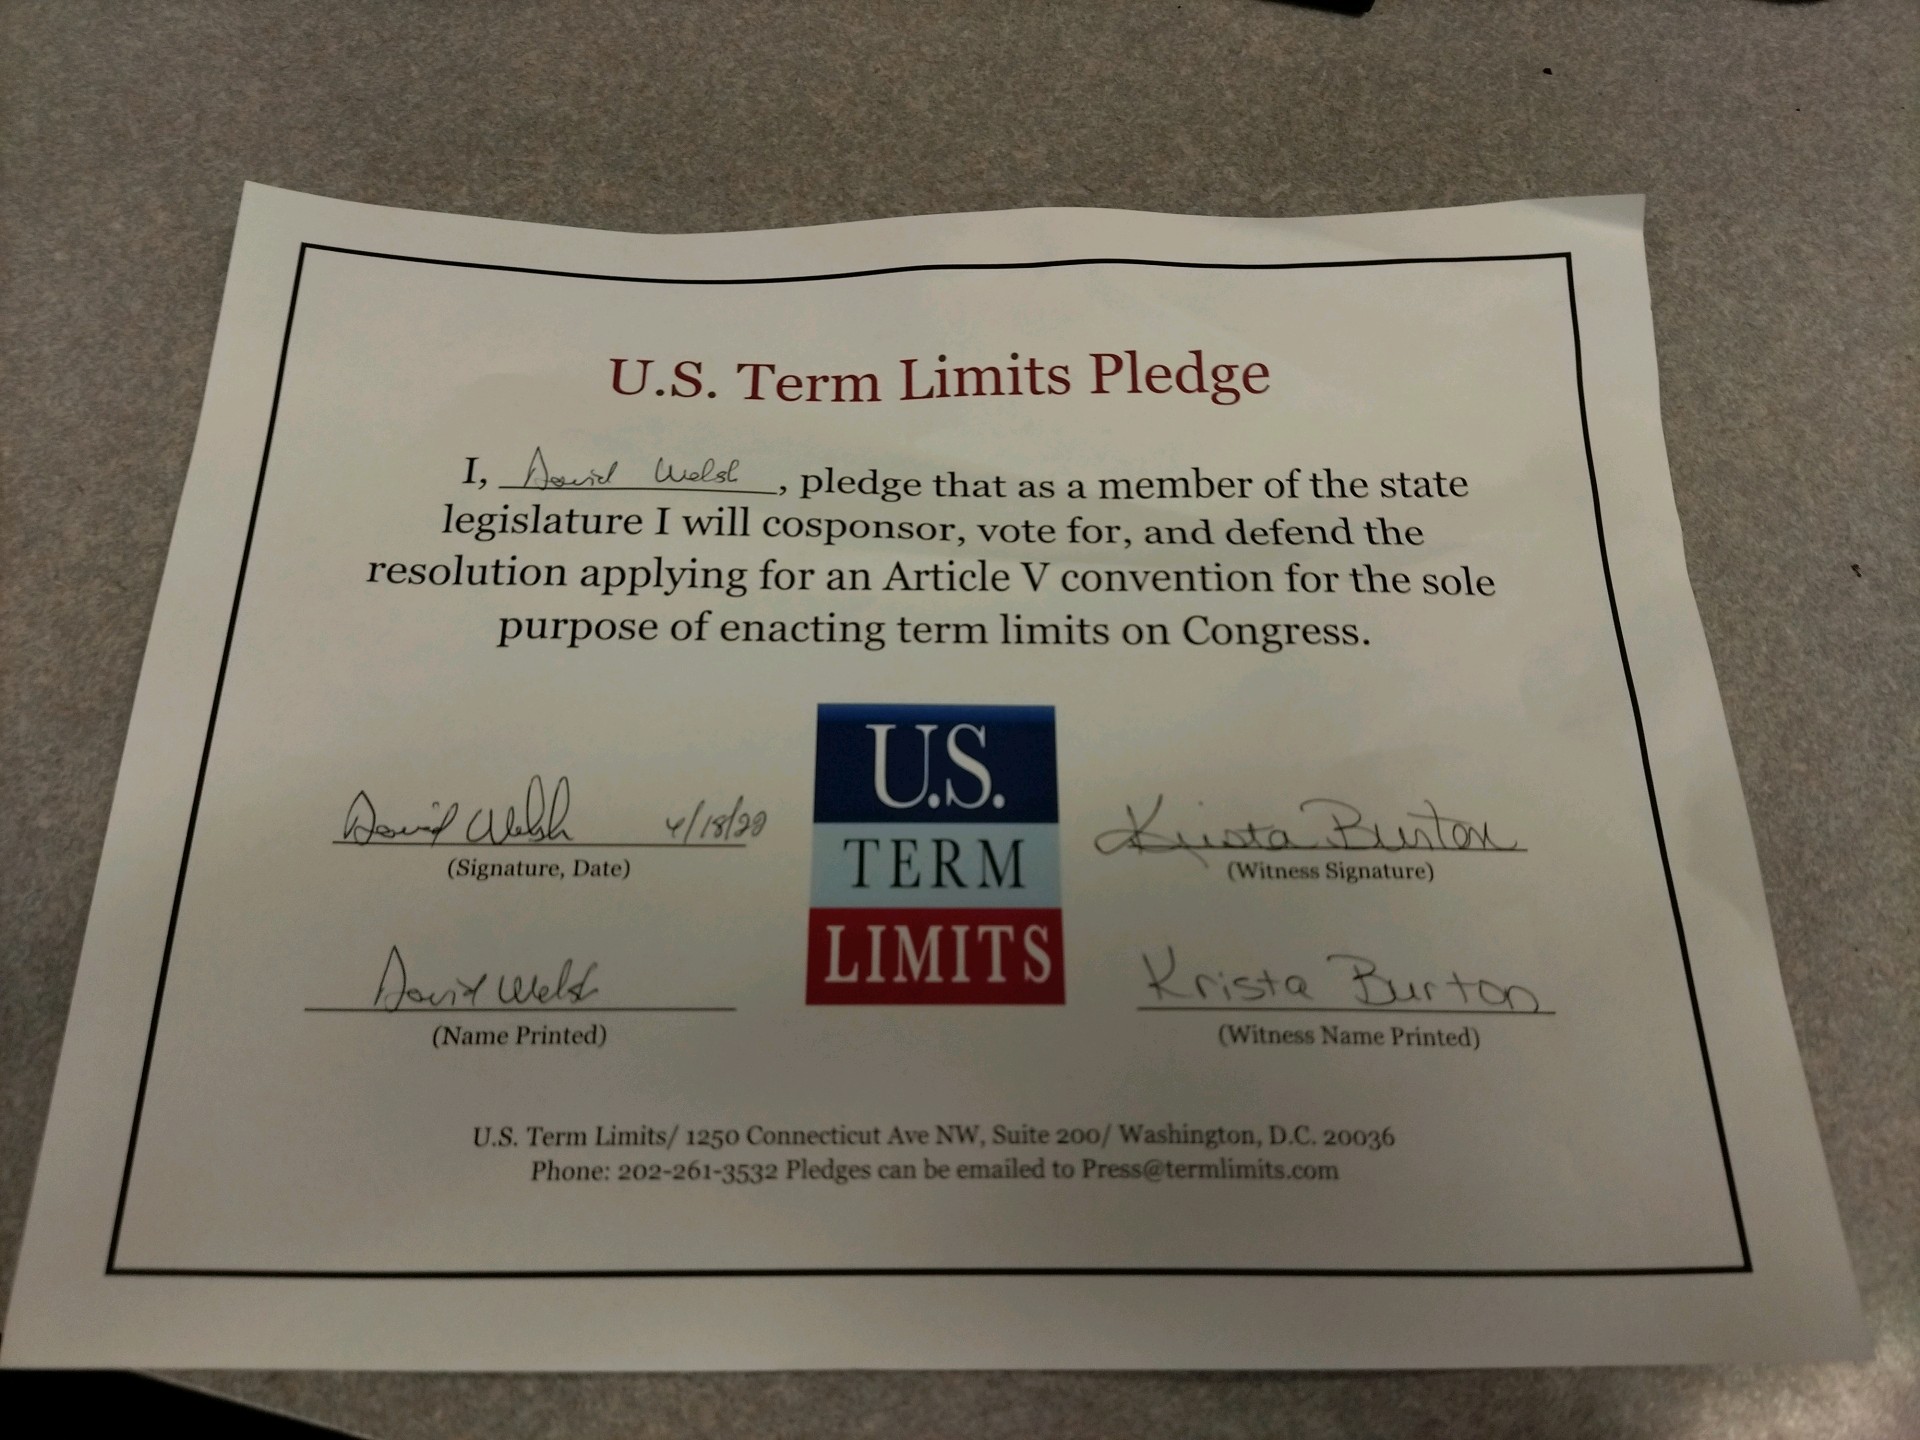 U.S. Term Limits Pledge
I, David Welsh, pledge that as a member of the state
legislature I will cosponsor, vote for, and defend the
resolution applying for an Article V convention for the sole
purpose of enacting term limits on Congress.
U.S.
TERM
LIMITS
David Welsh 4/18/20
(Signature, Date)
Krista Burton
(Witness Signature)
David Welsh
(Name Printed)
Krista Burton
(Witness Name Printed)
U.S. Term Limits/ 1250 Connecticut Ave NW, Suite 200/ Washington, D.C. 20036
Phone: 202-261-3532 Pledges can be emailed to Press@termlimits.com